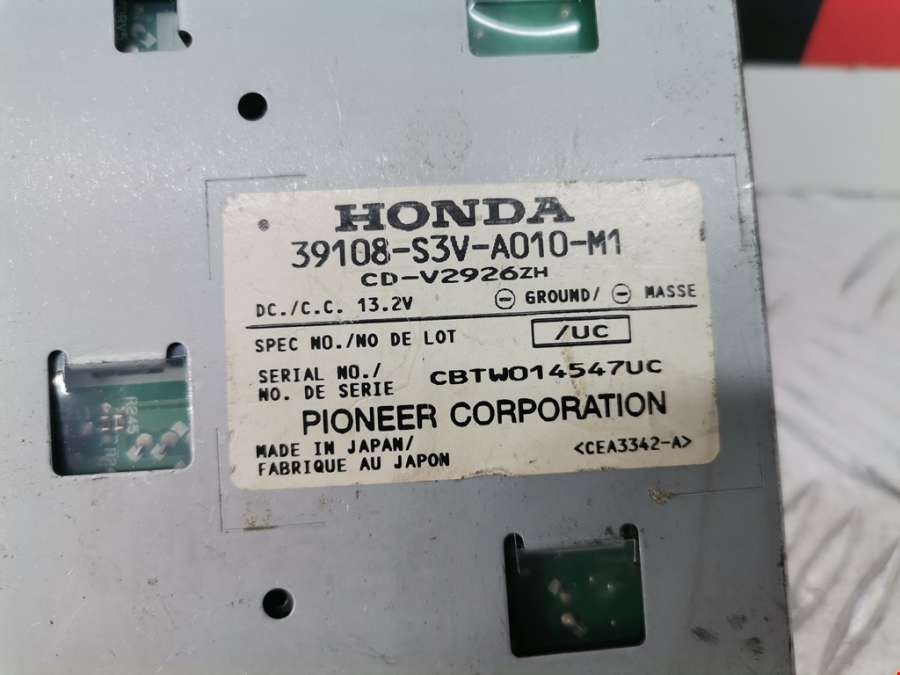 HONDA
39108-S3V-A010-M1
CD-V2926ZH
DC./C.C. 13.2V ⊖ GROUND/ ⊖ MASSE
SPEC NO./NO DE LOT /UC
SERIAL NO./
NO. DE SERIE CBTW014547UC
PIONEER CORPORATION
MADE IN JAPAN/
FABRIQUE AU JAPON <CEA3342-A>